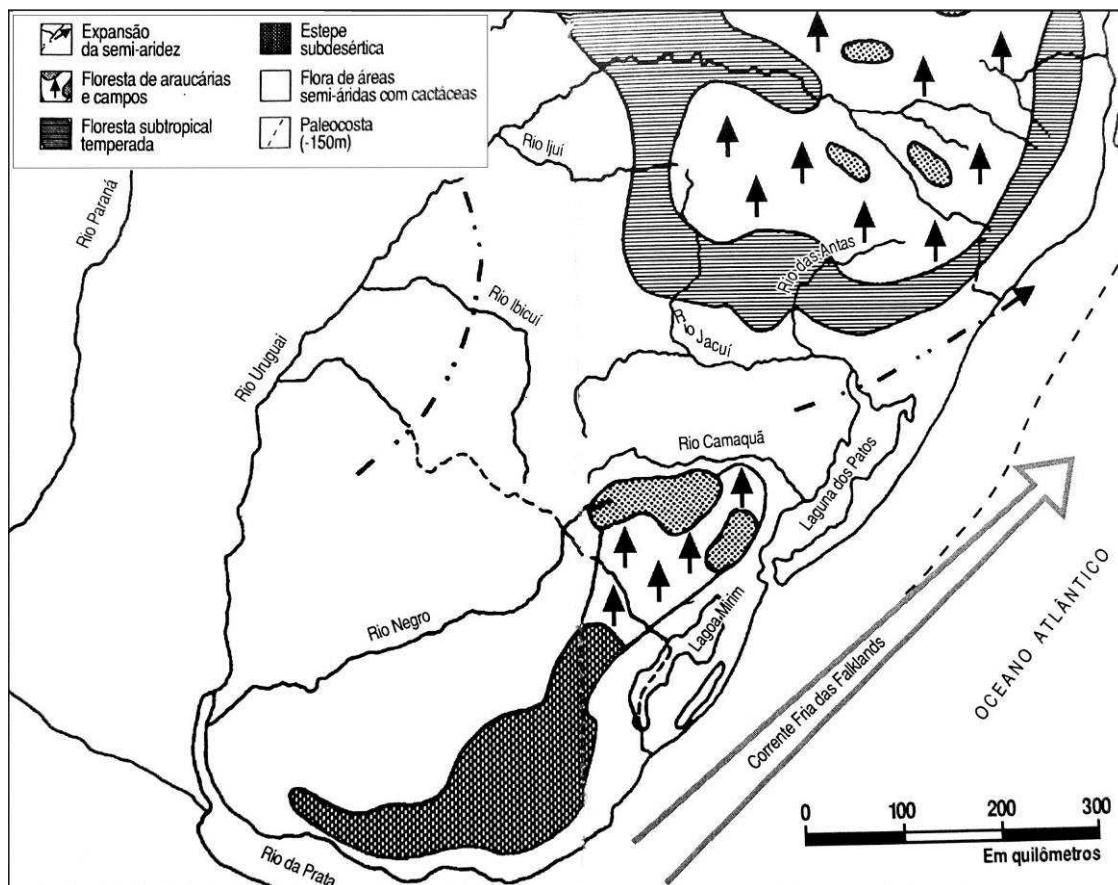 Expansão
da semi-aridez
Floresta de araucárias
e campos
Floresta subtropical
temperada
Estepe
subdesértica
Flora de áreas
semi-áridas com cactáceas
Paleocosta
(-150m)
Rio Paraná
Rio Ijuí
Rio das Antas
Rio Ibicuí
Rio Uruguai
Rio Jacuí
Rio Camaquã
Laguna dos Patos
Rio Negro
Lagoa Mirim
OCEANO ATLÂNTICO
Corrente Fria das Falklands
Rio da Prata
0 100 200 300
Em quilômetros